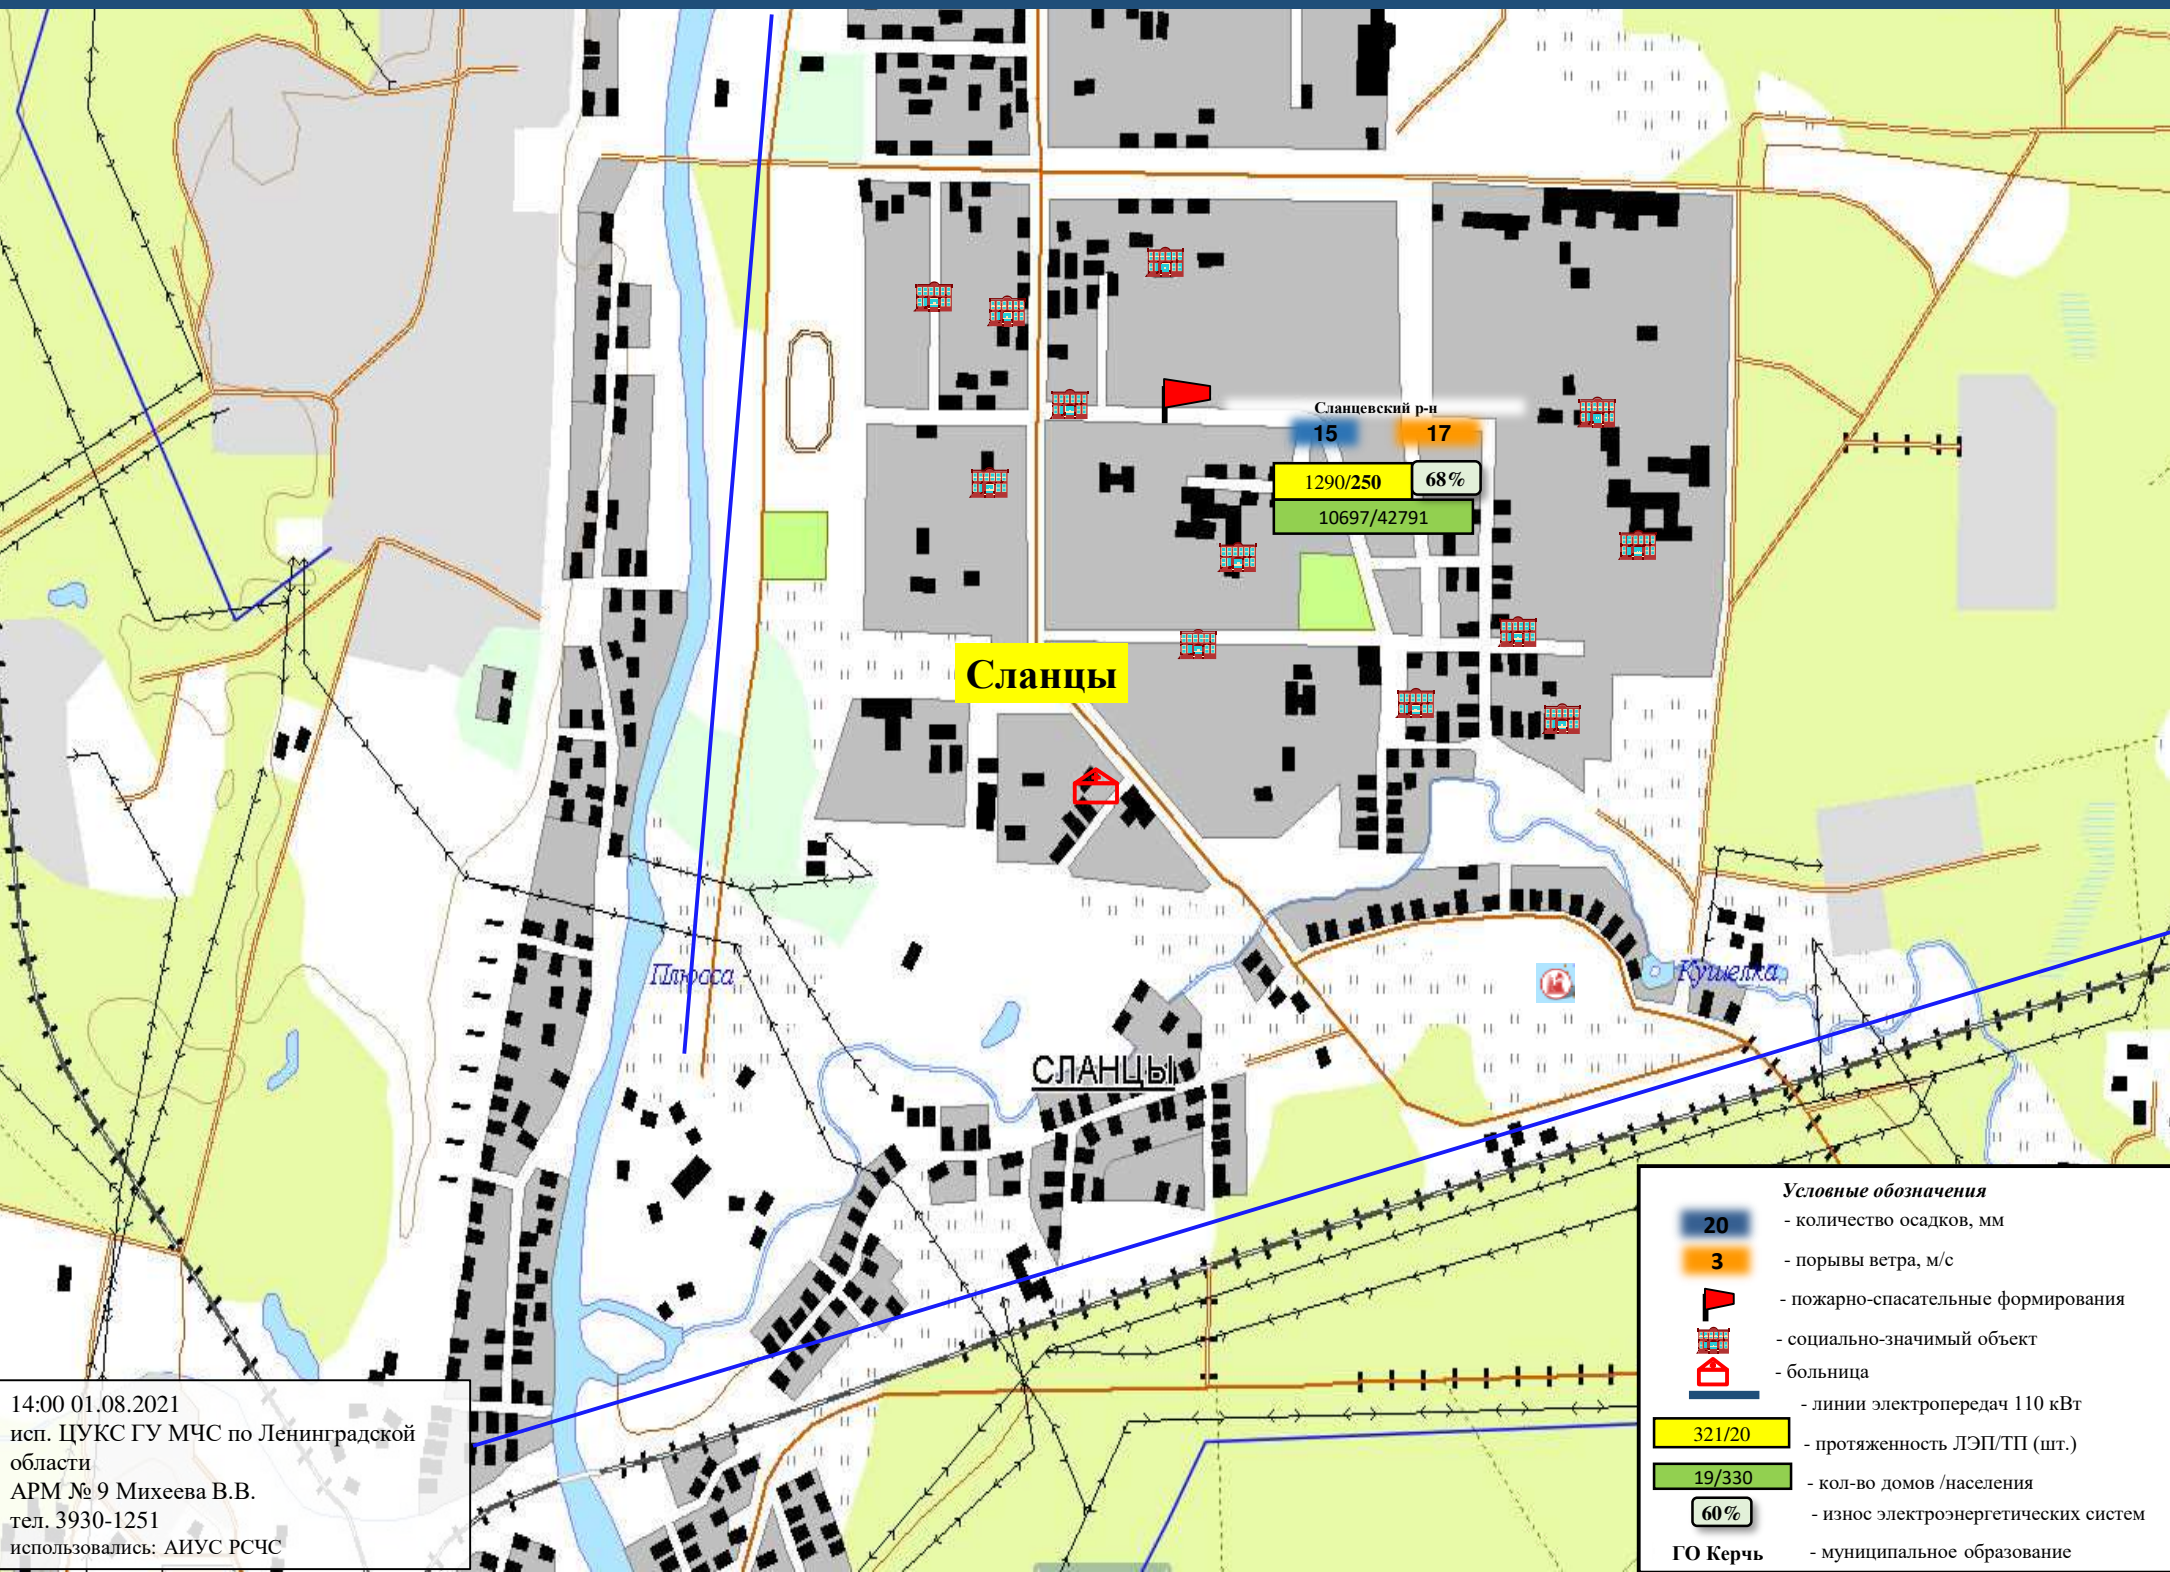 Сланцевский р-н
15
17
1290/250
68%
10697/42791
Сланцы
Плюсса
Кушелка
СЛАНЦЫ
Условные обозначения
20 - количество осадков, мм
3 - порывы ветра, м/с
- пожарно-спасательные формирования
- социально-значимый объект
- больница
- линии электропередач 110 кВт
321/20 - протяженность ЛЭП/ТП (шт.)
19/330 - кол-во домов /населения
60% - износ электроэнергетических систем
ГО Керчь - муниципальное образование
14:00 01.08.2021
исп. ЦУКС ГУ МЧС по Ленинградской
области
АРМ № 9 Михеева В.В.
тел. 3930-1251
использовались: АИУС РСЧС